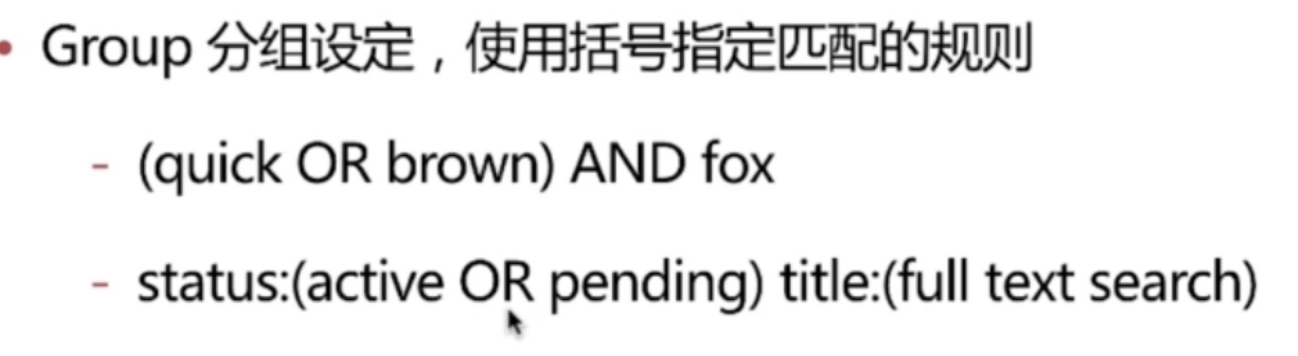 • Group 分组设定，使用括号指定匹配的规则
- (quick OR brown) AND fox
- status:(active OR pending) title:(full text search)